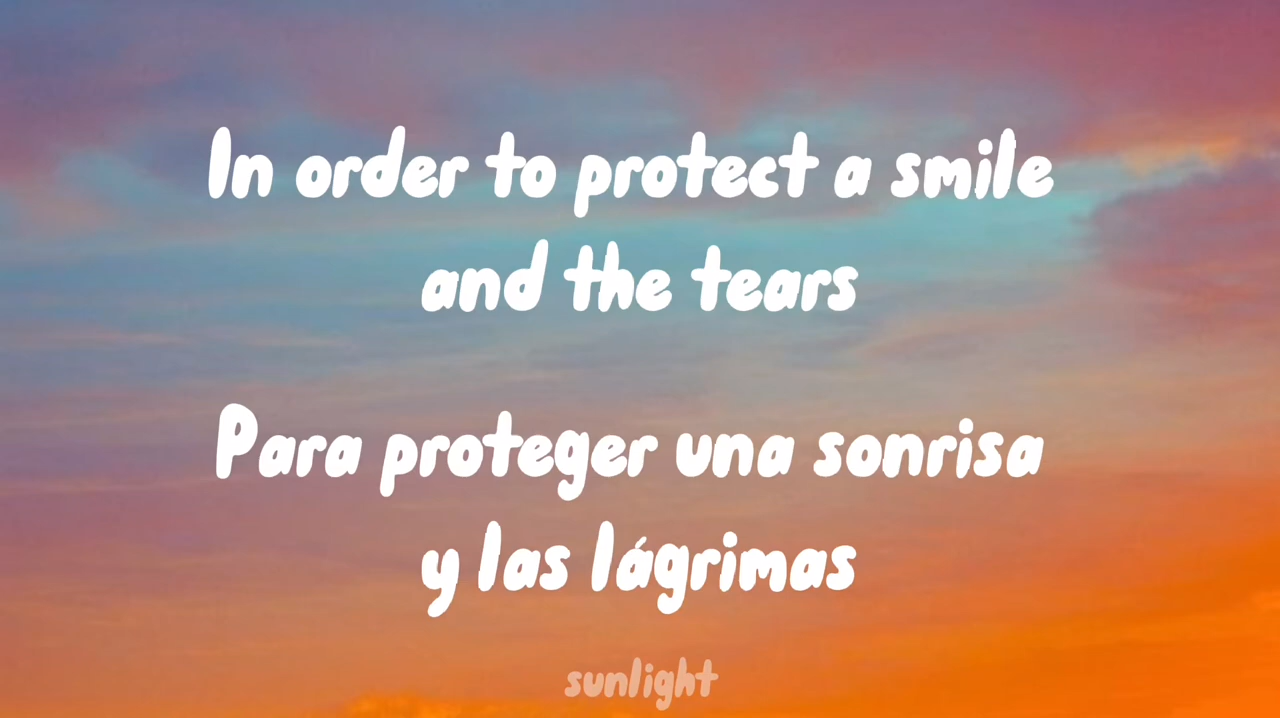 In order to protect a smile
and the tears
Para proteger una sonrisa
y las lágrimas
sunlight